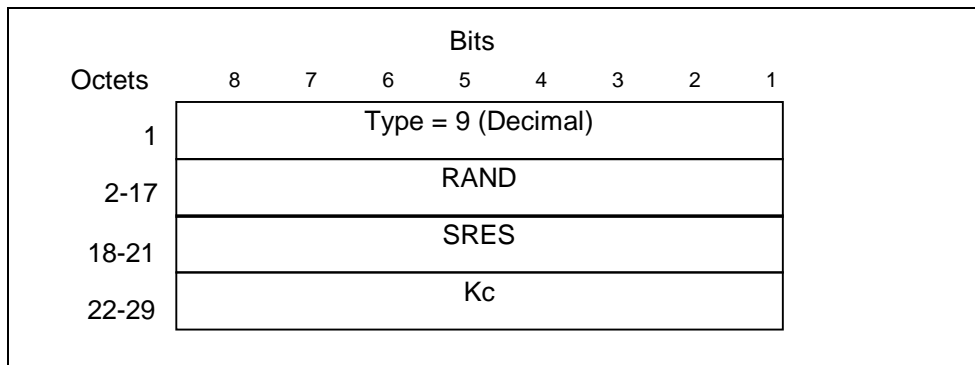 Bits
Octets 8 7 6 5 4 3 2 1
1 Type = 9 (Decimal)
2-17 RAND
18-21 SRES
22-29 Kc